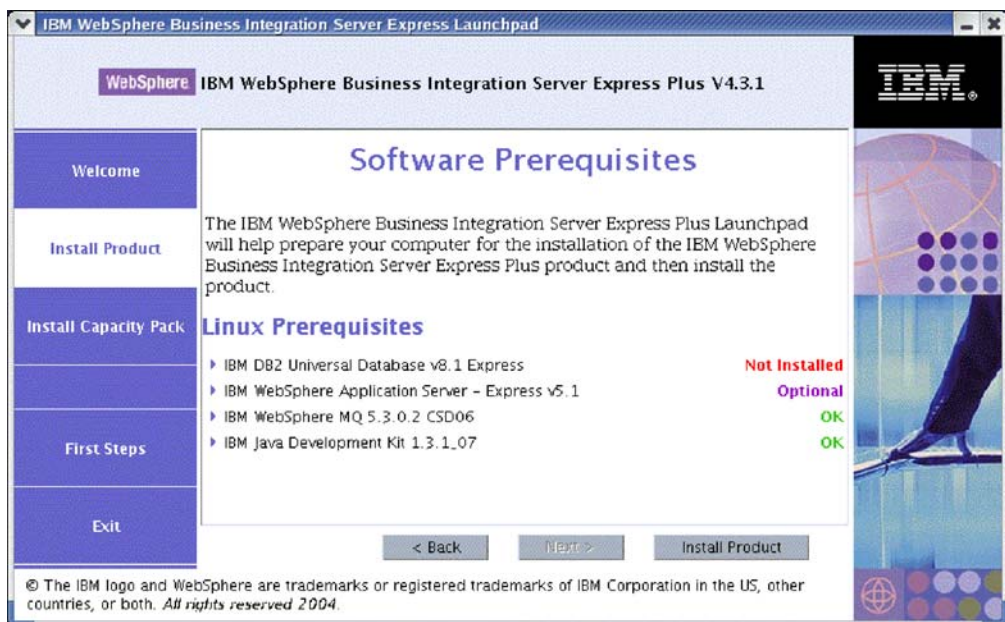 IBM WebSphere Business Integration Server Express Launchpad
WebSphere IBM WebSphere Business Integration Server Express Plus V4.3.1
IBM®
Welcome
Install Product
Install Capacity Pack
First Steps
Exit
Software Prerequisites
The IBM WebSphere Business Integration Server Express Plus Launchpad
will help prepare your computer for the installation of the IBM WebSphere
Business Integration Server Express Plus product and then install the
product.
Linux Prerequisites
IBM DB2 Universal Database v8.1 Express Not Installed
IBM WebSphere Application Server – Express v5.1 Optional
IBM WebSphere MQ 5.3.0.2 CSD06 OK
IBM Java Development Kit 1.3.1_07 OK
< Back Next > Install Product
© The IBM logo and WebSphere are trademarks or registered trademarks of IBM Corporation in the US, other
countries, or both. All rights reserved 2004.